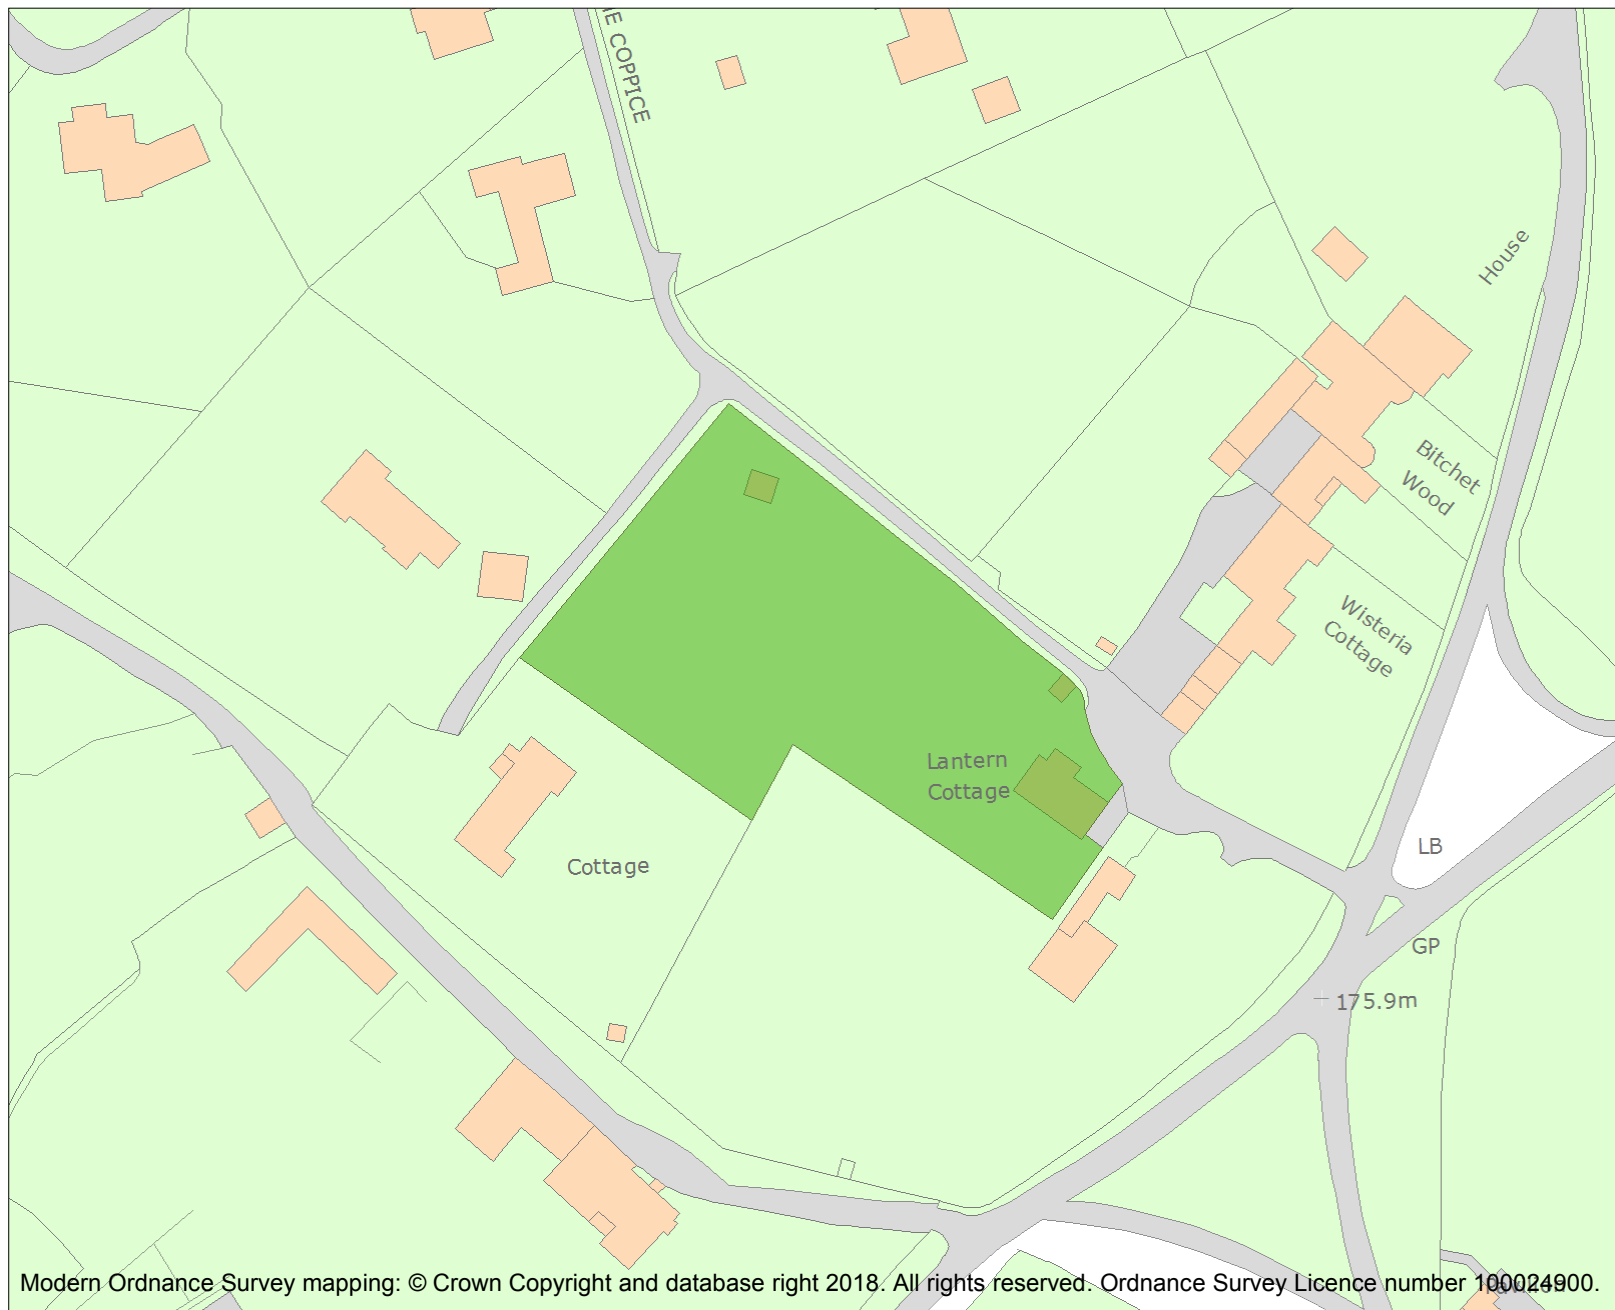 HE COPPICE
House
Bitchet
Wood
Wisteria
Cottage
Lantern
Cottage
LB
Cottage
GP
175.9m
Modern Ordnance Survey mapping: © Crown Copyright and database right 2018. All rights reserved. Ordnance Survey Licence number 100024900.